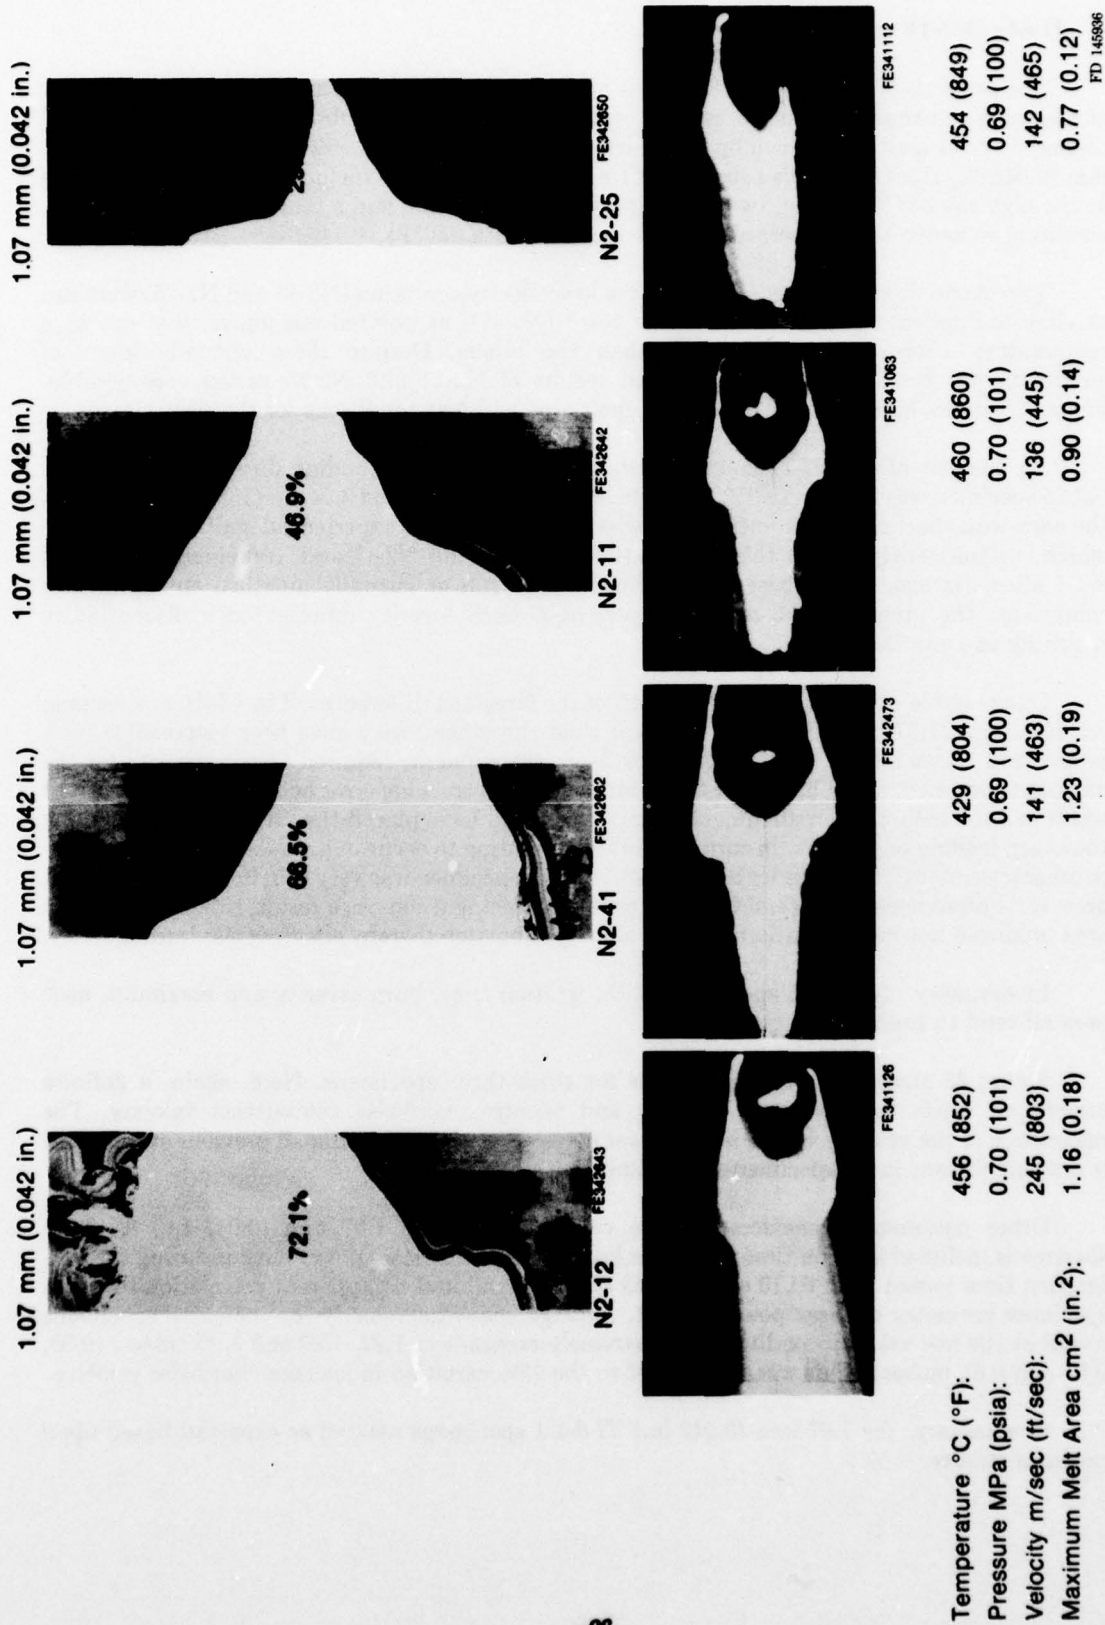 1.07 mm (0.042 in.) 1.07 mm (0.042 in.) 1.07 mm (0.042 in.) 1.07 mm (0.042 in.)
72.1% 66.5% 46.9%
FE342643 FE342662 FE342642 FE342650
N2-12 N2-41 N2-11 N2-25
FE341126 FE342473 FE341063 FE341112
Temperature °C (°F): 456 (852) 429 (804) 460 (860) 454 (849)
Pressure MPa (psia): 0.70 (101) 0.69 (100) 0.70 (101) 0.69 (100)
Velocity m/sec (ft/sec): 245 (803) 141 (463) 136 (445) 142 (465)
Maximum Melt Area cm² (in.²): 1.16 (0.18) 1.23 (0.19) 0.90 (0.14) 0.77 (0.12)
FD 145936